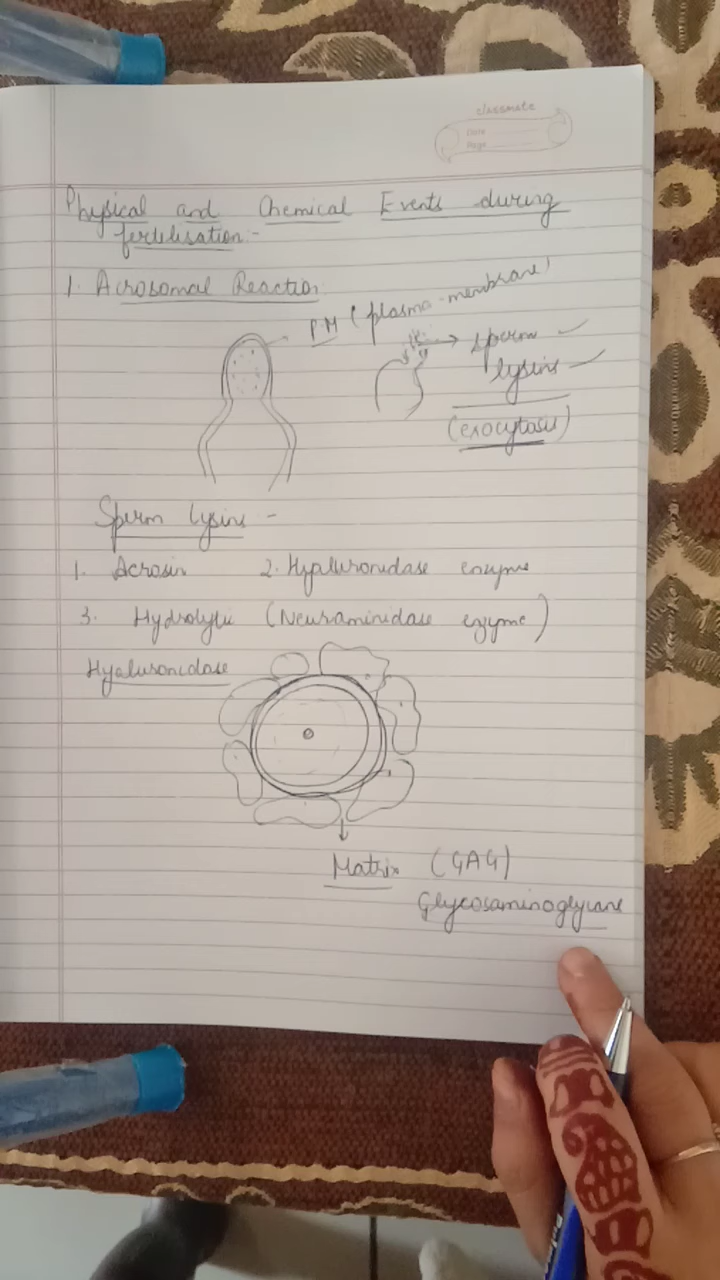 classmate
Date
Page
Physical and Chemical Events during
fertilisation:-
1. Acrosomal Reaction
PM (plasma-membrane)
sperm
lysins
(exocytosis)
Sperm lysins:-
1. Acrosin 2. Hyaluronidase enzyme
3. Hydrolytic (Neuraminidase ezyme)
Hyaluronidase
Matrix (GAG)
Glycosaminoglycans